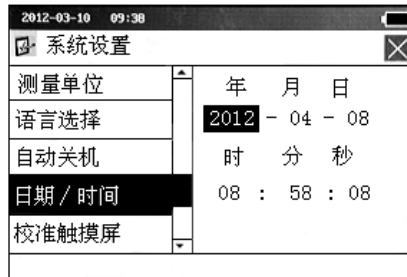 2012-03-10 09:38
系统设置
测量单位
语言选择
自动关机
日期 / 时间
校准触摸屏
年 月 日
2012 - 04 - 08
时 分 秒
08 : 58 : 08